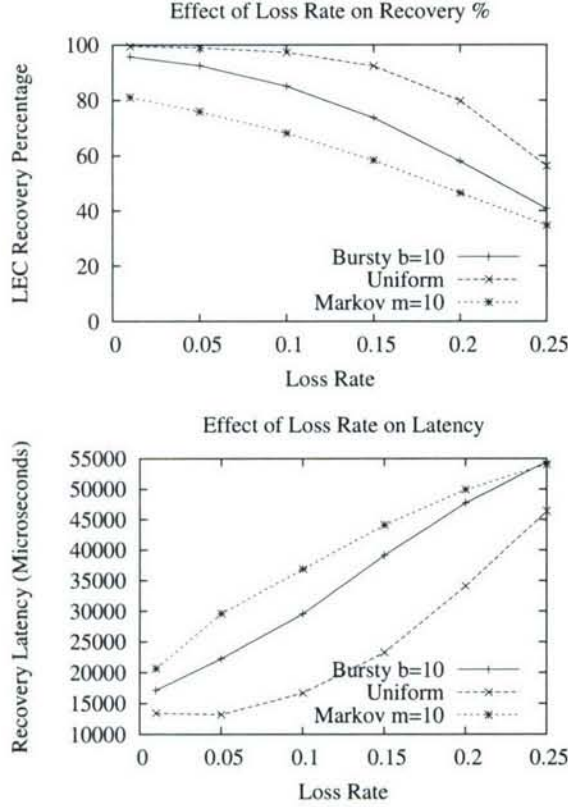 Effect of Loss Rate on Recovery %
LEC Recovery Percentage
100
80
60
40
20
0
Bursty b=10
Uniform
Markov m=10
0 0.05 0.1 0.15 0.2 0.25
Loss Rate
Effect of Loss Rate on Latency
Recovery Latency (Microseconds)
55000
50000
45000
40000
35000
30000
25000
20000
15000
10000
Bursty b=10
Uniform
Markov m=10
0 0.05 0.1 0.15 0.2 0.25
Loss Rate